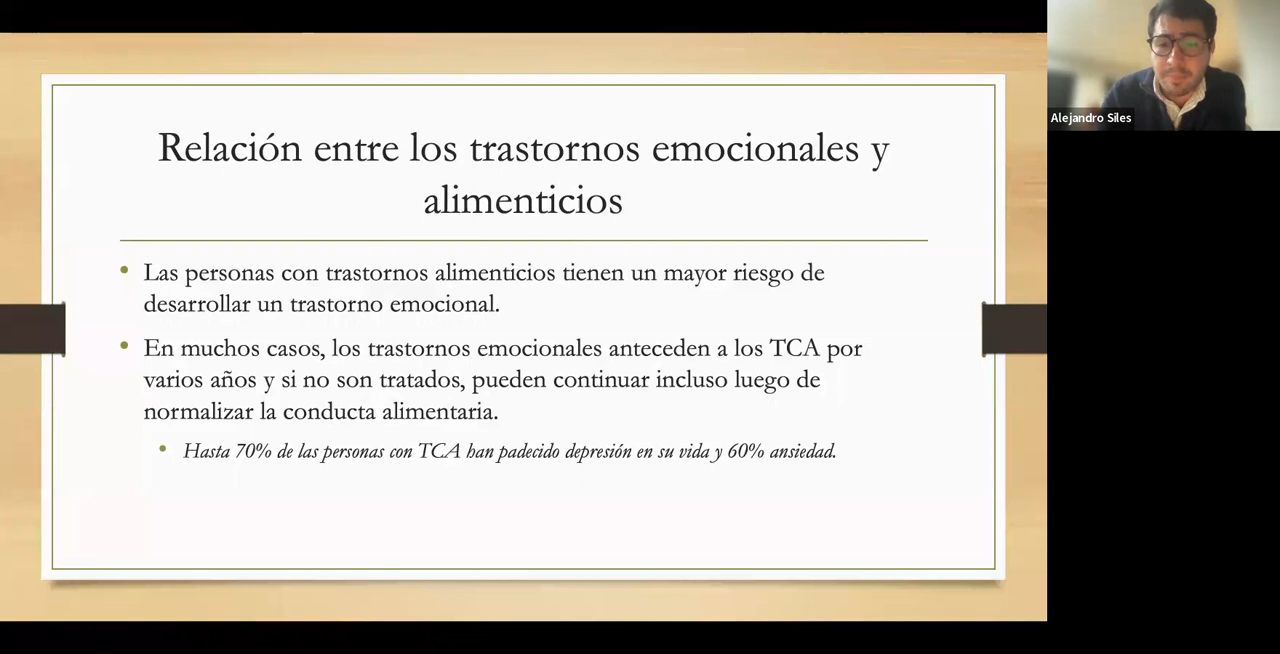 Relación entre los trastornos emocionales y
alimenticios
Las personas con trastornos alimenticios tienen un mayor riesgo de
desarrollar un trastorno emocional.
En muchos casos, los trastornos emocionales anteceden a los TCA por
varios años y si no son tratados, pueden continuar incluso luego de
normalizar la conducta alimentaria.
Hasta 70% de las personas con TCA han padecido depresión en su vida y 60% ansiedad.
Alejandro Siles